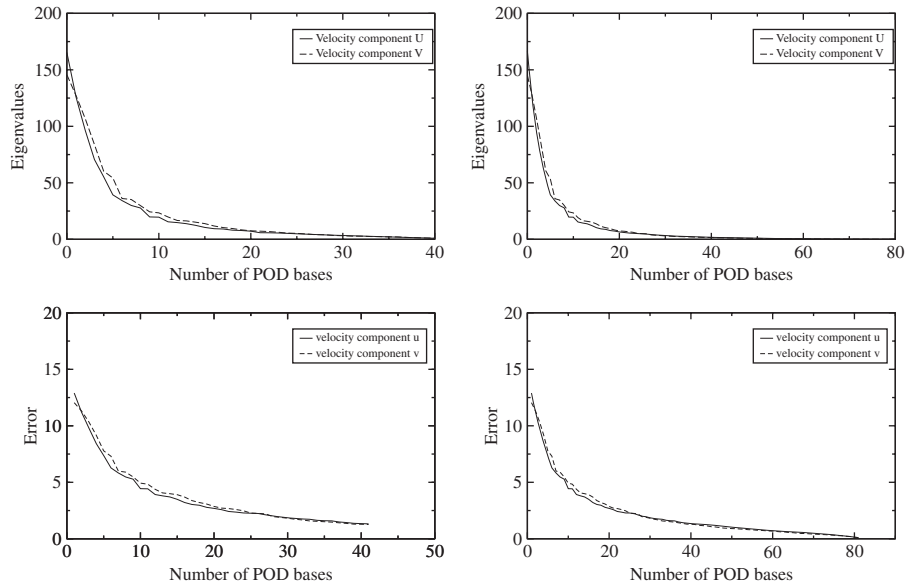 200
150
100
50
0
Eigenvalues
Velocity component U
Velocity component V
0 10 20 30 40
Number of POD bases
200
150
100
50
0
Eigenvalues
Velocity component U
Velocity component V
0 20 40 60 80
Number of POD bases
20
15
10
5
0
Error
velocity component u
velocity component v
0 10 20 30 40 50
Number of POD bases
20
15
10
5
0
Error
velocity component u
velocity component v
0 20 40 60 80
Number of POD bases